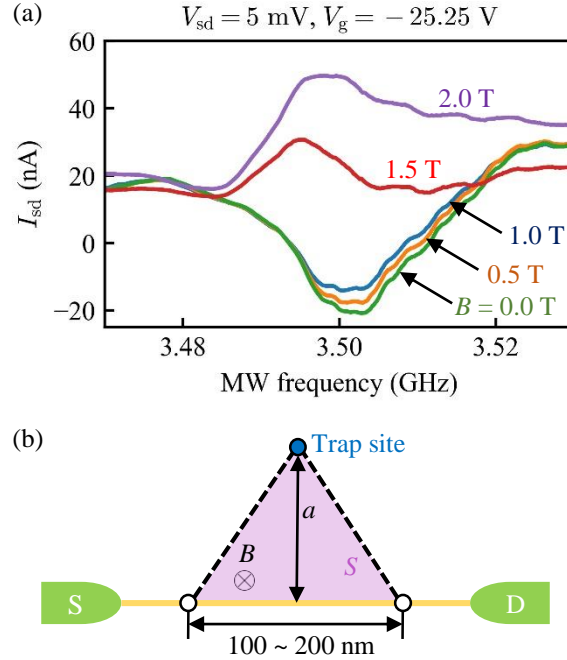 (a)
V_sd = 5 mV, V_g = −25.25 V
I_sd (nA)
60
40
20
0
−20
2.0 T
1.5 T
1.0 T
0.5 T
B = 0.0 T
3.48 3.50 3.52
MW frequency (GHz)
(b)
Trap site
a
B
S
S
D
100 ~ 200 nm